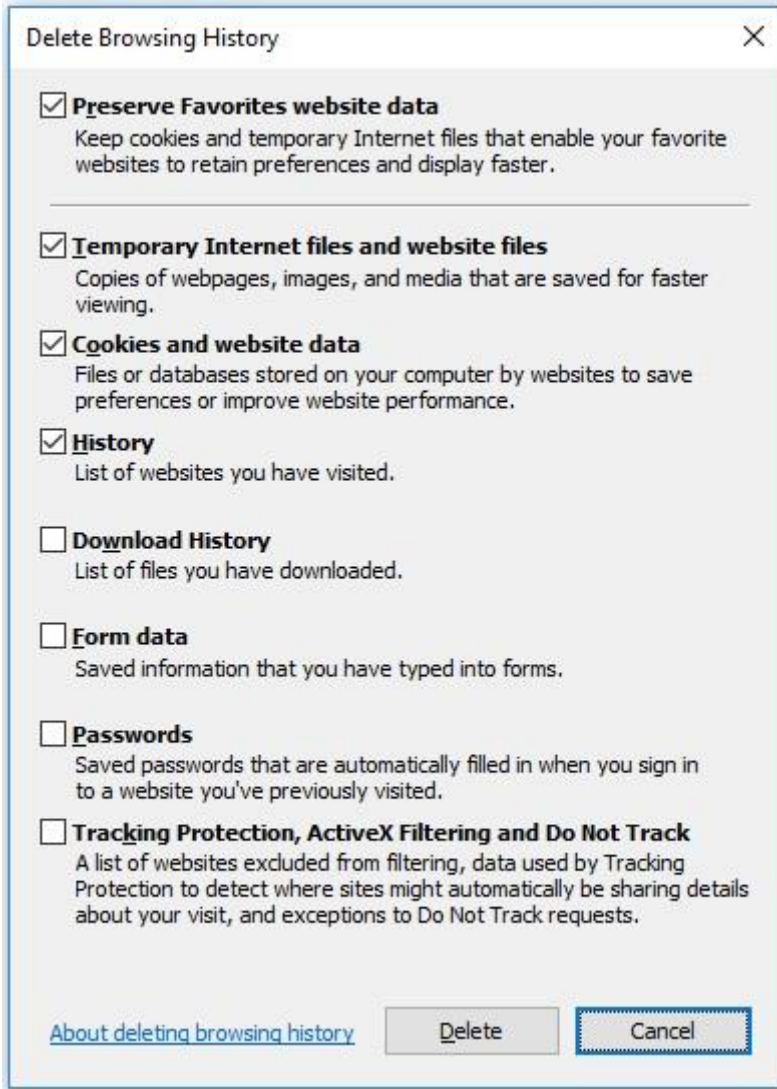 Delete Browsing History
Preserve Favorites website data
Keep cookies and temporary Internet files that enable your favorite
websites to retain preferences and display faster.
Temporary Internet files and website files
Copies of webpages, images, and media that are saved for faster
viewing.
Cookies and website data
Files or databases stored on your computer by websites to save
preferences or improve website performance.
History
List of websites you have visited.
Download History
List of files you have downloaded.
Form data
Saved information that you have typed into forms.
Passwords
Saved passwords that are automatically filled in when you sign in
to a website you've previously visited.
Tracking Protection, ActiveX Filtering and Do Not Track
A list of websites excluded from filtering, data used by Tracking
Protection to detect where sites might automatically be sharing details
about your visit, and exceptions to Do Not Track requests.
About deleting browsing history Delete Cancel